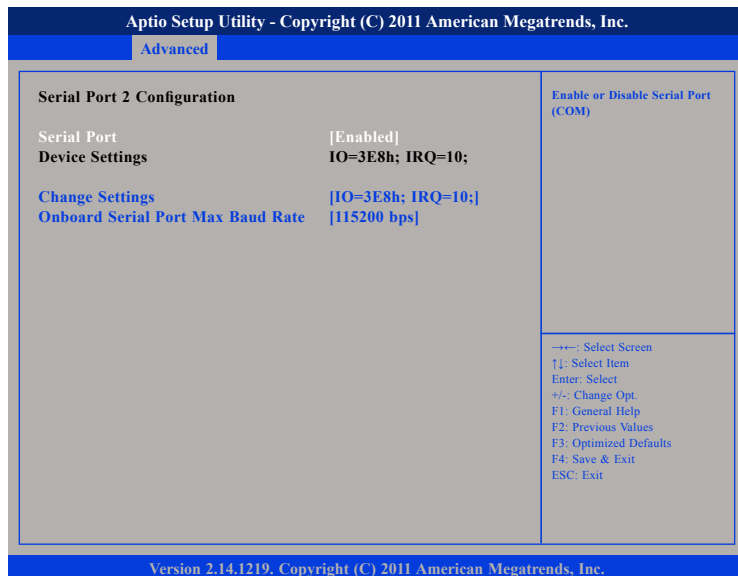 Aptio Setup Utility - Copyright (C) 2011 American Megatrends, Inc.
Advanced
Serial Port 2 Configuration
Serial Port [Enabled]
Device Settings IO=3E8h; IRQ=10;
Change Settings [IO=3E8h; IRQ=10;]
Onboard Serial Port Max Baud Rate [115200 bps]
Enable or Disable Serial Port
(COM)
→←: Select Screen
↑↓: Select Item
Enter: Select
+/-: Change Opt.
F1: General Help
F2: Previous Values
F3: Optimized Defaults
F4: Save & Exit
ESC: Exit
Version 2.14.1219. Copyright (C) 2011 American Megatrends, Inc.